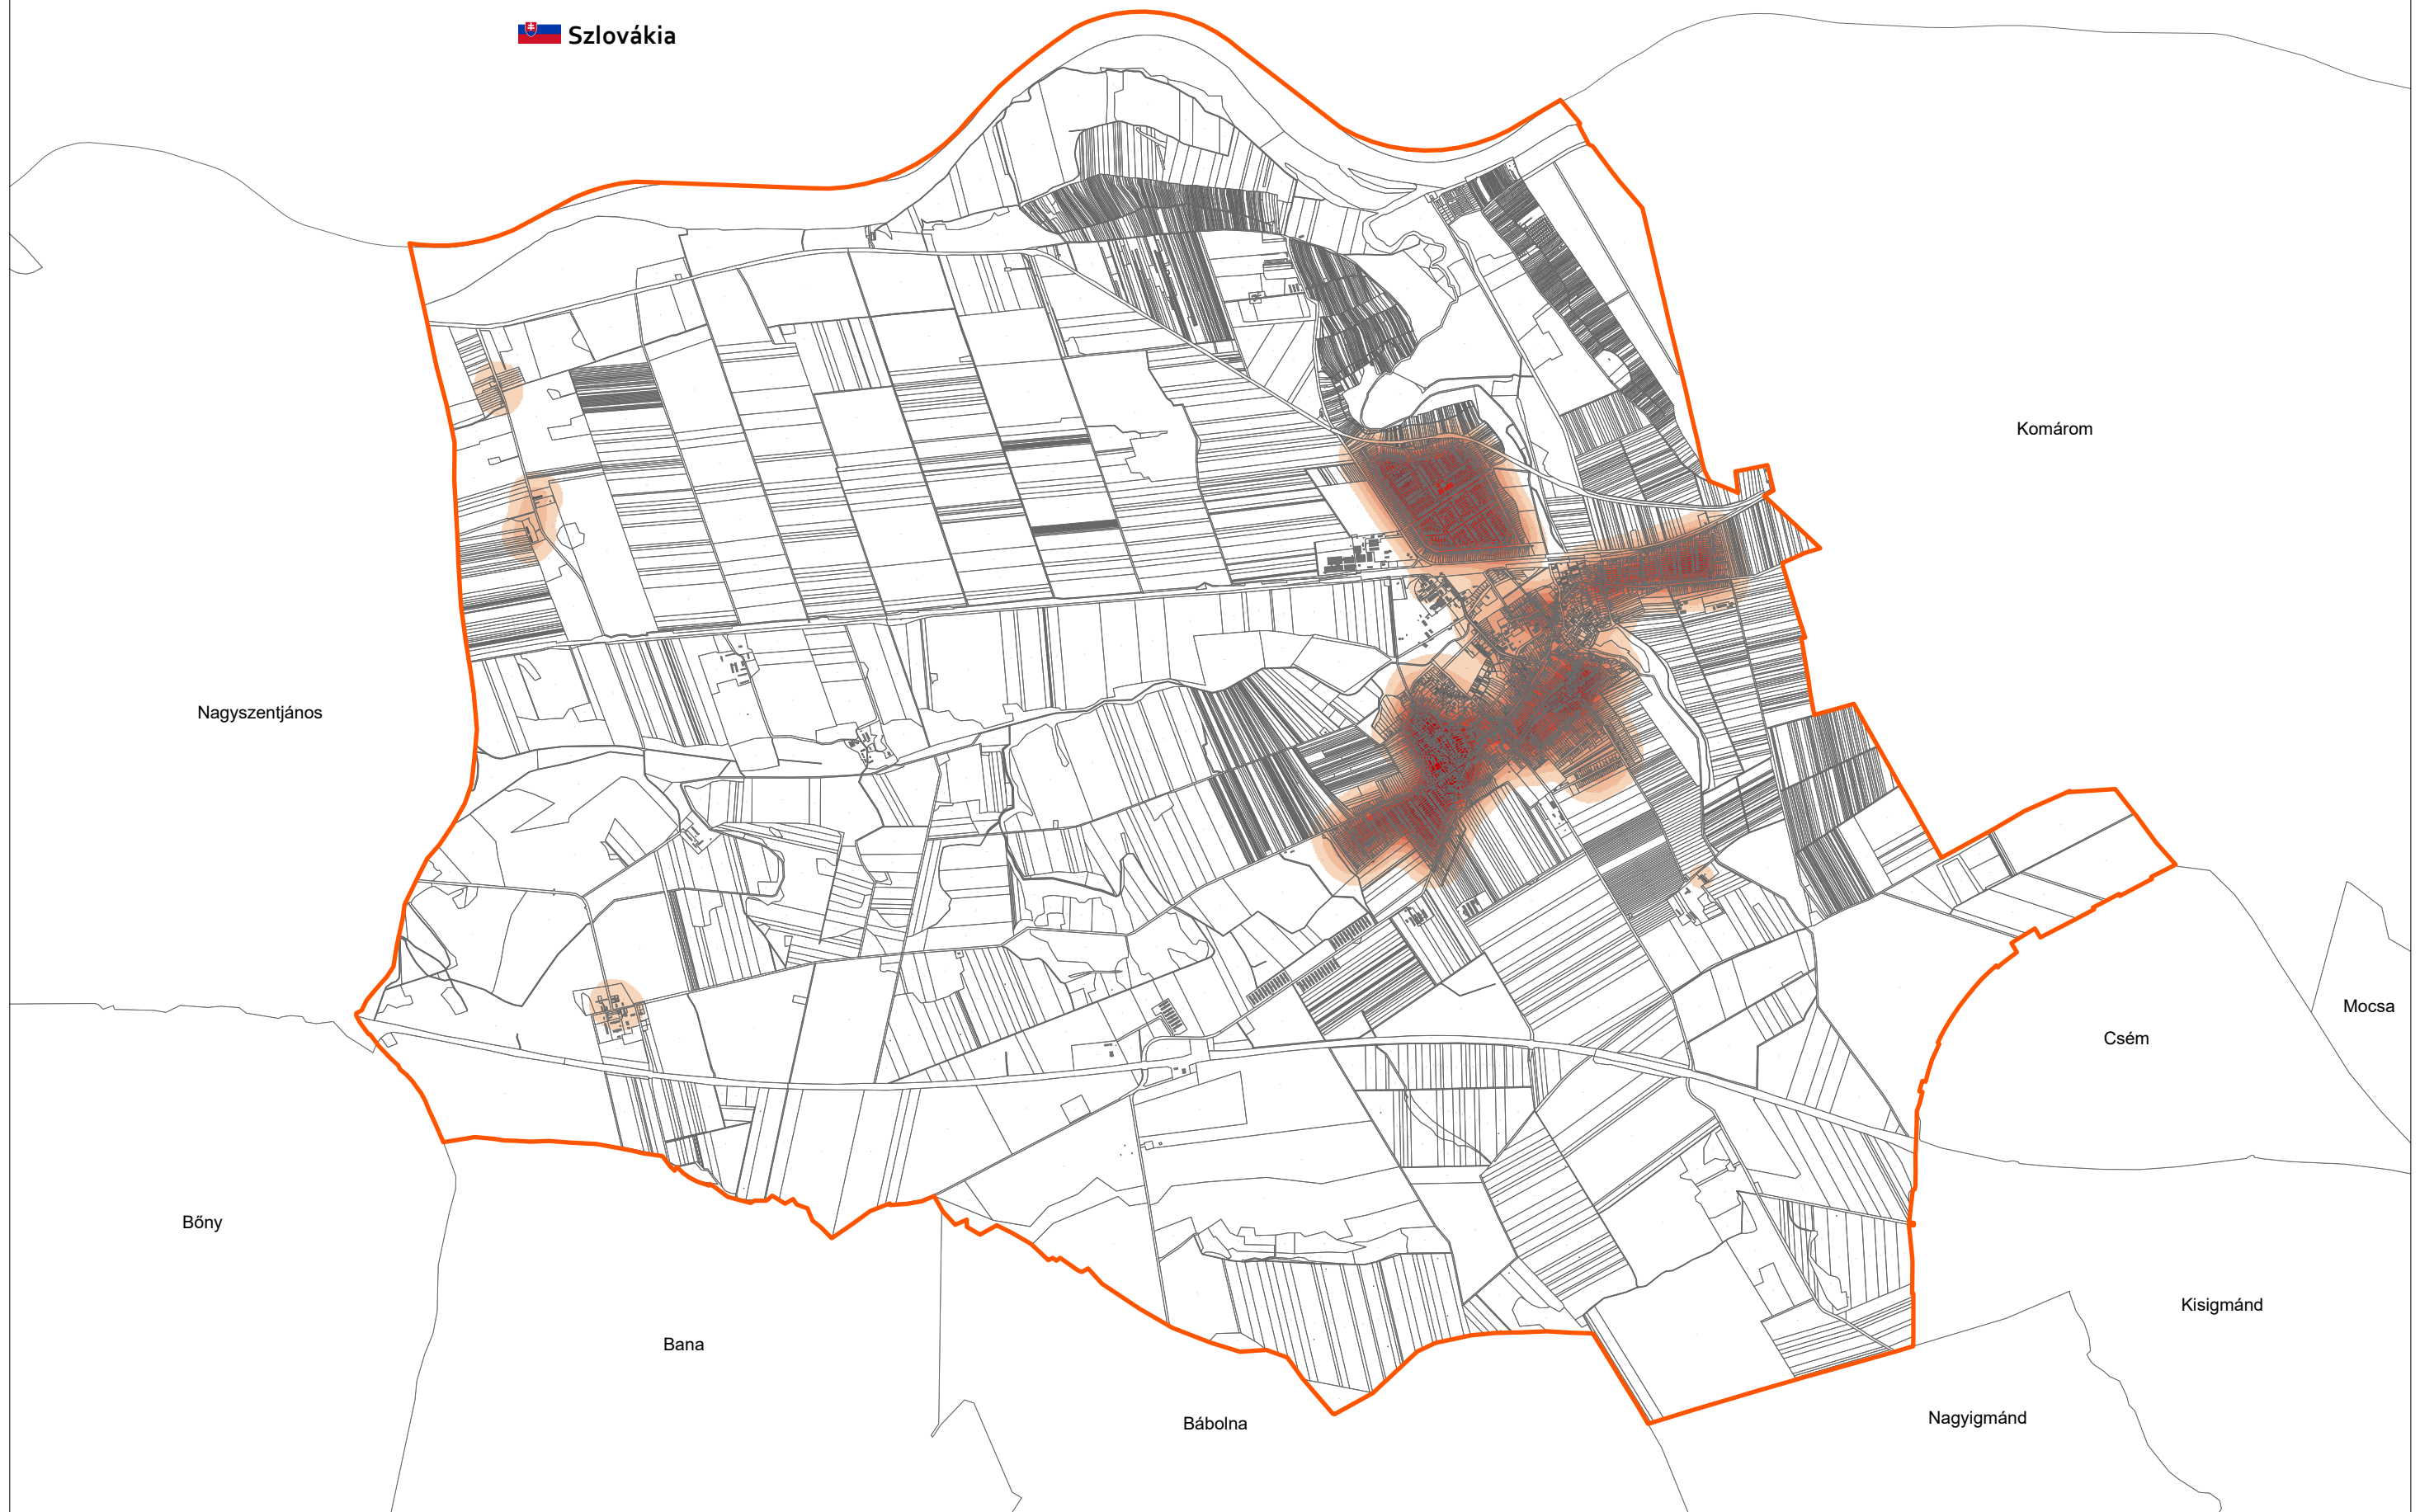 Szlovákia
Komárom
Nagyszentjános
Mocsa
Csém
Bőny
Kisigmánd
Bana
Nagyigmánd
Bábolna